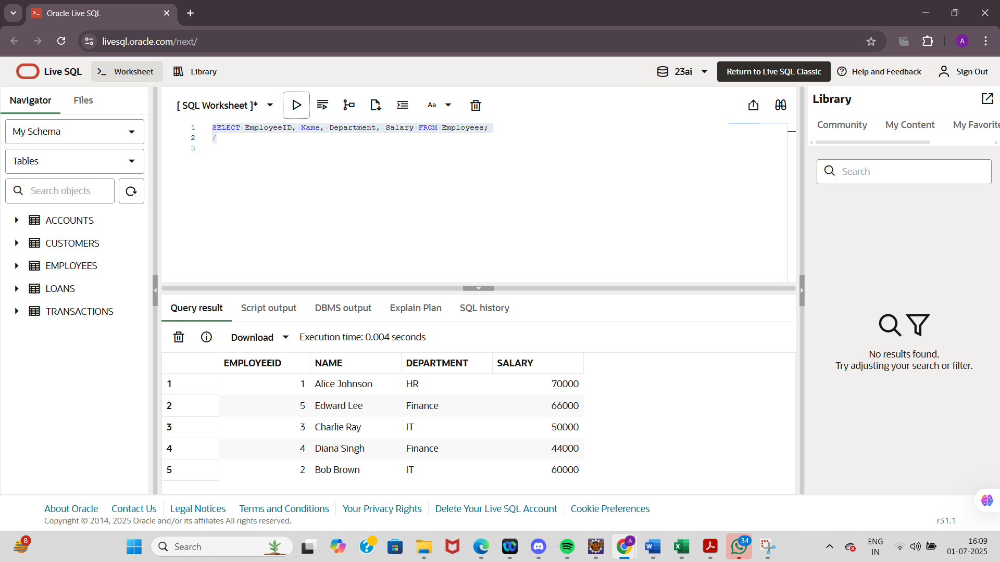 Oracle Live SQL
livesql.oracle.com/next/
A
Live SQL
Worksheet
Library
23ai
Return to Live SQL Classic
Help and Feedback
Sign Out
Navigator
Files
My Schema
Tables
Search objects
ACCOUNTS
CUSTOMERS
EMPLOYEES
LOANS
TRANSACTIONS
[ SQL Worksheet ]*
Aa
1 SELECT EmployeeID, Name, Department, Salary FROM Employees;
2 /
3
Query result
Script output
DBMS output
Explain Plan
SQL history
Download
Execution time: 0.004 seconds
EMPLOYEEID NAME DEPARTMENT SALARY
1 1 Alice Johnson HR 70000
2 5 Edward Lee Finance 66000
3 3 Charlie Ray IT 50000
4 4 Diana Singh Finance 44000
5 2 Bob Brown IT 60000
Library
Community
My Content
My Favorite
Search
No results found.
Try adjusting your search or filter.
About Oracle
Contact Us
Legal Notices
Terms and Conditions
Your Privacy Rights
Delete Your Live SQL Account
Cookie Preferences
Copyright © 2014, 2025 Oracle and/or its affiliates All rights reserved.
r31.1
8
Search
Java EE
IDE
A
34
ENG
IN
16:09
01-07-2025